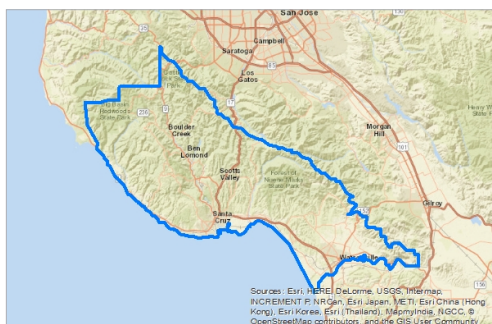 San Jose
Campbell
Saratoga
Los
Gatos
Morgan
Hill
Boulder
Creek
Ben
Lomond
Scotts
Valley
Gilroy
Santa
Cruz
Sources: Esri, HERE, DeLorme, USGS, Intermap,
INCREMENT P, NRCan, Esri Japan, METI, Esri China (Hong
Kong), Esri Korea, Esri (Thailand), MapmyIndia, NGCC, ©
OpenStreetMap contributors, and the GIS User Community